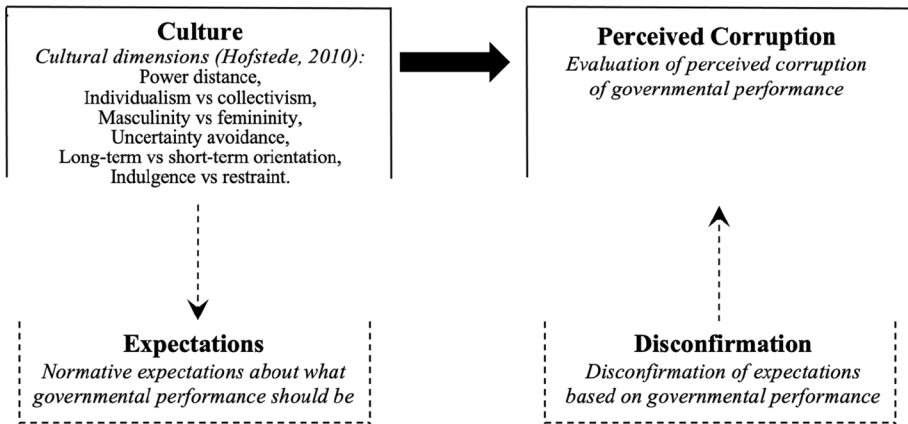 Culture
Cultural dimensions (Hofstede, 2010):
Power distance,
Individualism vs collectivism,
Masculinity vs femininity,
Uncertainty avoidance,
Long-term vs short-term orientation,
Indulgence vs restraint.
Perceived Corruption
Evaluation of perceived corruption
of governmental performance
Expectations
Normative expectations about what
governmental performance should be
Disconfirmation
Disconfirmation of expectations
based on governmental performance